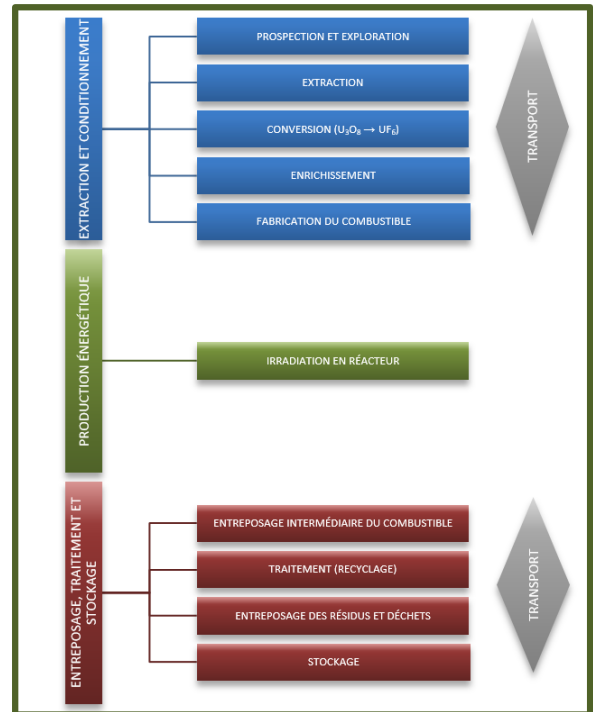 EXTRACTION ET CONDITIONNEMENT
PROSPECTION ET EXPLORATION
EXTRACTION
CONVERSION (U₃O₈ → UF₆)
ENRICHISSEMENT
FABRICATION DU COMBUSTIBLE
TRANSPORT
PRODUCTION ÉNERGÉTIQUE
IRRADIATION EN RÉACTEUR
ENTREPOSAGE, TRAITEMENT ET
STOCKAGE
ENTREPOSAGE INTERMÉDIAIRE DU COMBUSTIBLE
TRAITEMENT (RECYCLAGE)
ENTREPOSAGE DES RÉSIDUS ET DÉCHETS
STOCKAGE
TRANSPORT